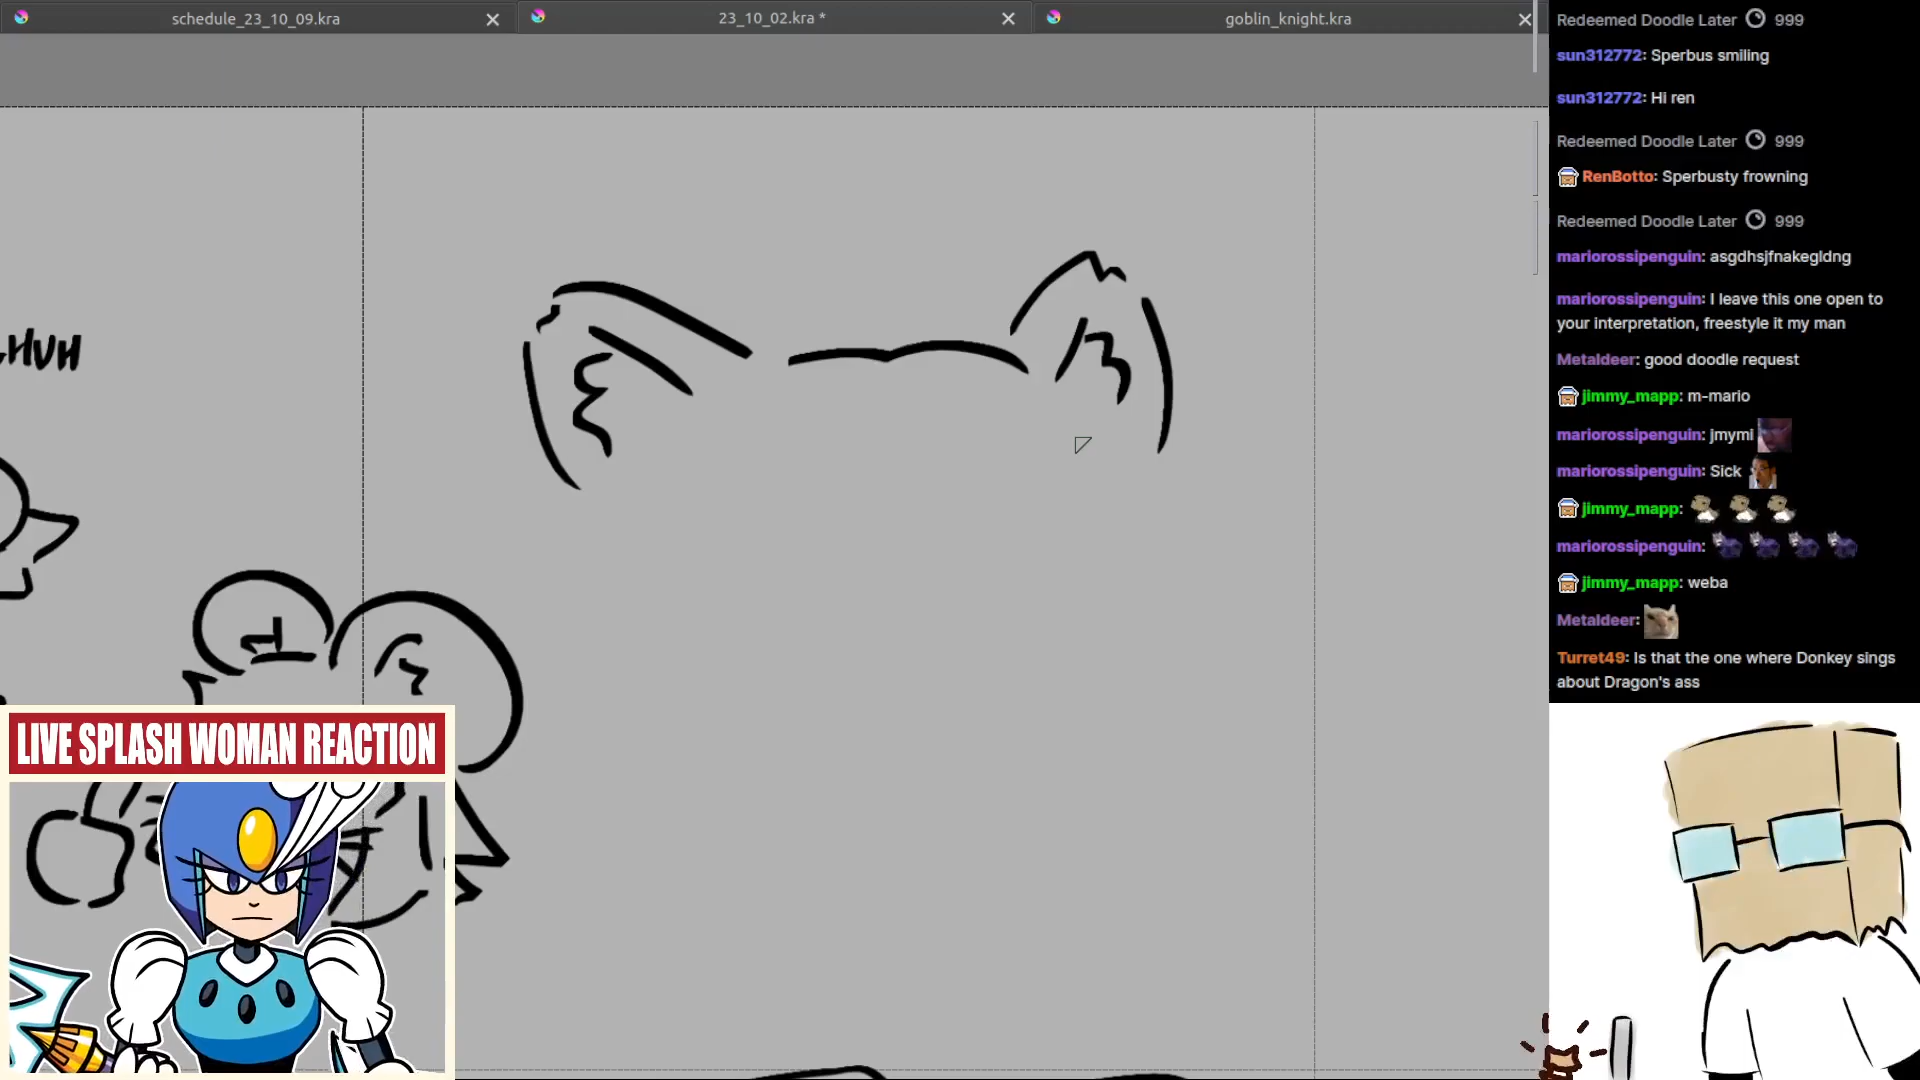 schedule_23_10_09.kra
23_10_02.kra *
goblin_knight.kra
HUH
LIVE SPLASH WOMAN REACTION
Redeemed Doodle Later 999
sun312772: Sperbus smiling
sun312772: Hi ren
Redeemed Doodle Later 999
RenBotto: Sperbusty frowning
Redeemed Doodle Later 999
mariorossipenguin: asgdhsjfnakegldng
mariorossipenguin: I leave this one open to
your interpretation, freestyle it my man
Metaldeer: good doodle request
jimmy_mapp: m-mario
mariorossipenguin: jmymi
mariorossipenguin: Sick
jimmy_mapp:
mariorossipenguin:
jimmy_mapp: weba
Metaldeer:
Turret49: Is that the one where Donkey sings
about Dragon's ass